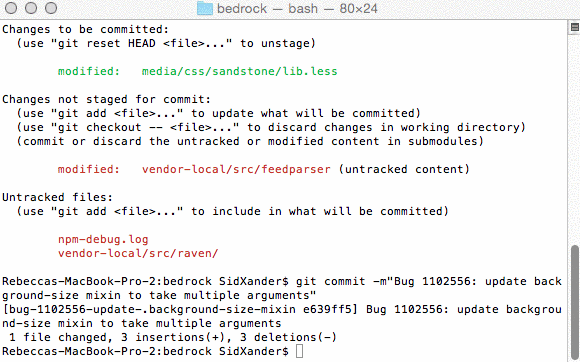 bedrock — bash — 80×24
Changes to be committed:
  (use "git reset HEAD <file>..." to unstage)
        modified:   media/css/sandstone/lib.less
Changes not staged for commit:
  (use "git add <file>..." to update what will be committed)
  (use "git checkout -- <file>..." to discard changes in working directory)
  (commit or discard the untracked or modified content in submodules)
        modified:   vendor-local/src/feedparser (untracked content)
Untracked files:
  (use "git add <file>..." to include in what will be committed)
        npm-debug.log
        vendor-local/src/raven/
Rebeccas-MacBook-Pro-2:bedrock SidXander$ git commit -m"Bug 1102556: update back
ground-size mixin to take multiple arguments"
[bug-1102556-update-.background-size-mixin e639ff5] Bug 1102556: update backgrou
nd-size mixin to take multiple arguments
 1 file changed, 3 insertions(+), 3 deletions(-)
Rebeccas-MacBook-Pro-2:bedrock SidXander$